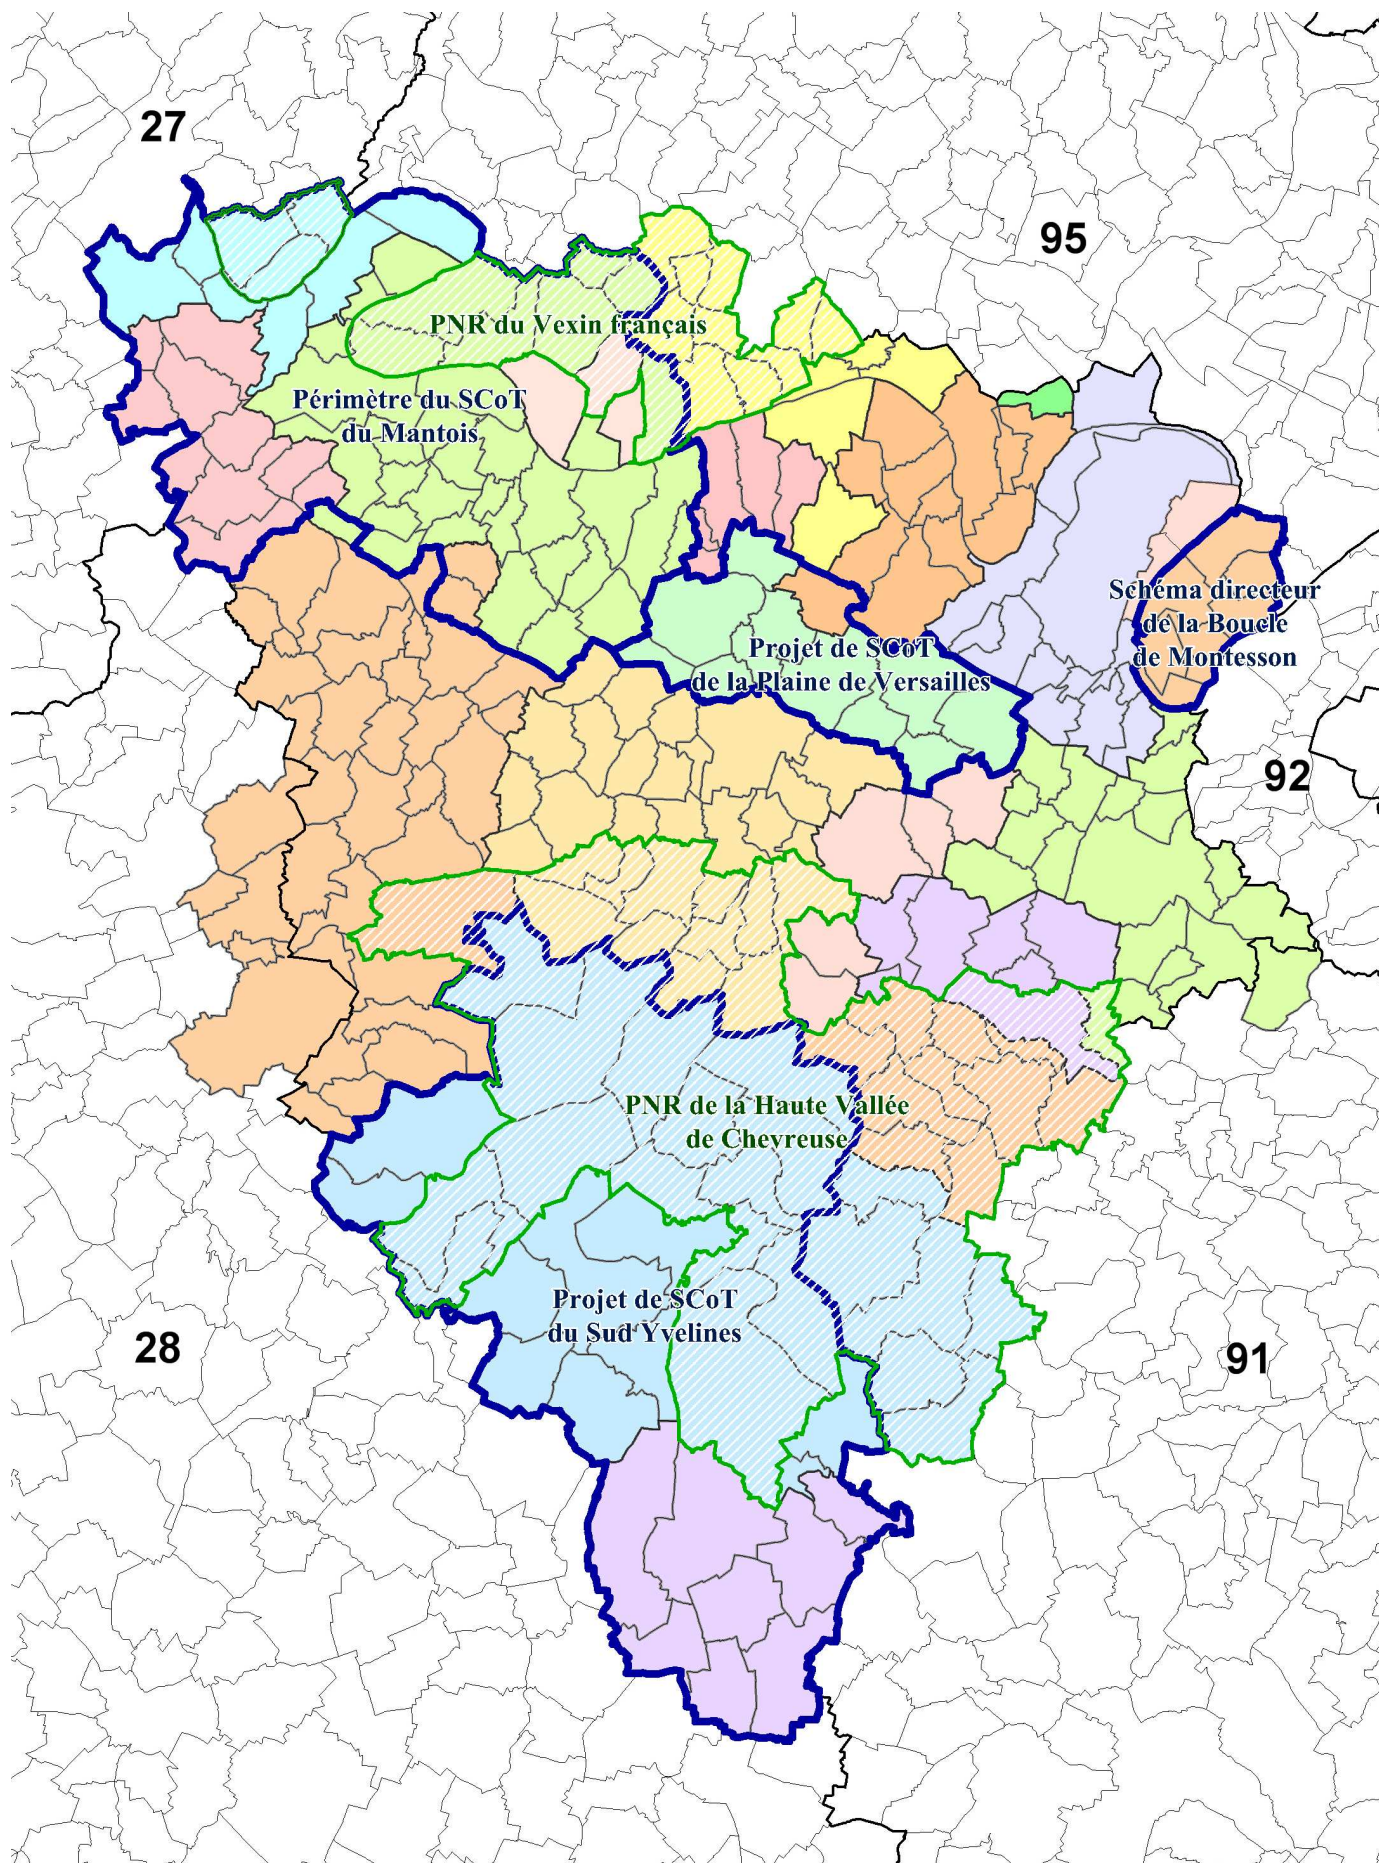 27
95
PNR du Vexin français
Périmètre du SCoT
du Mantois
Schéma directeur
de la Boucle
de Montesson
Projet de SCoT
de la Plaine de Versailles
92
PNR de la Haute Vallée
de Chevreuse
Projet de SCoT
du Sud Yvelines
28
91